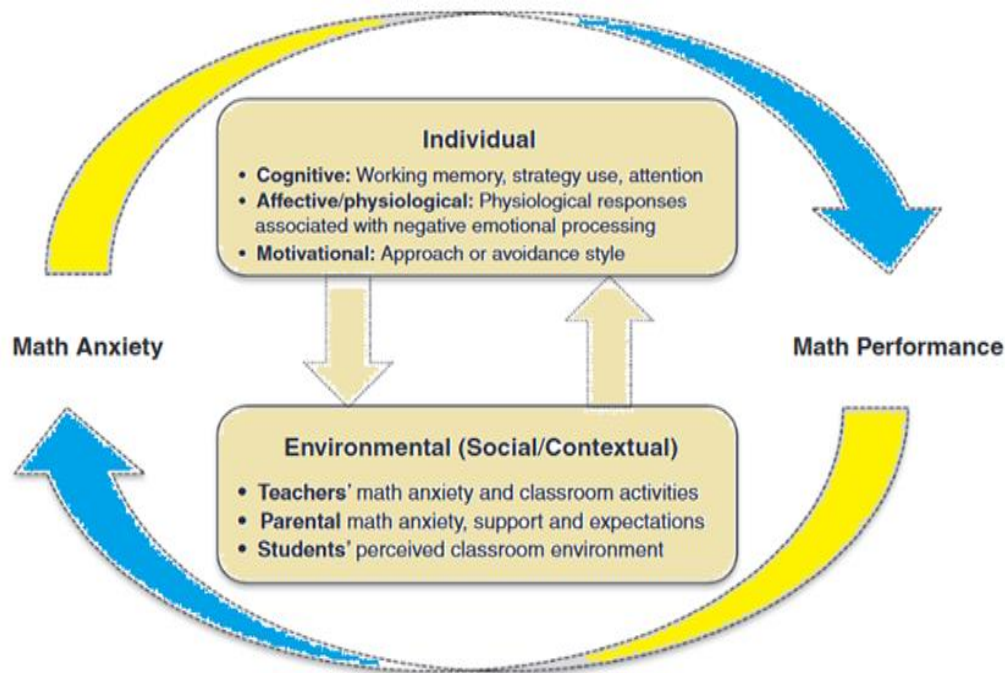 Individual
• Cognitive: Working memory, strategy use, attention
• Affective/physiological: Physiological responses
associated with negative emotional processing
• Motivational: Approach or avoidance style
Math Anxiety
Math Performance
Environmental (Social/Contextual)
• Teachers’ math anxiety and classroom activities
• Parental math anxiety, support and expectations
• Students’ perceived classroom environment